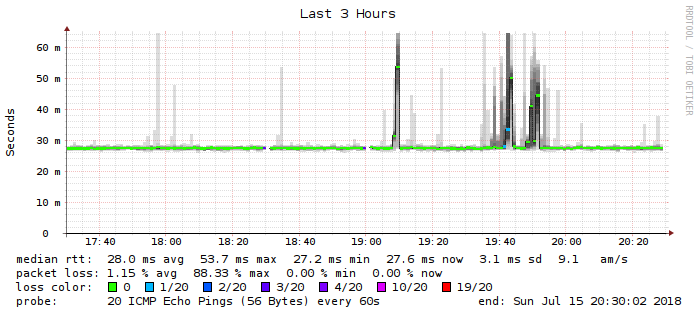 Last 3 Hours
RRDTOOL / TOBI OETIKER
Seconds
60 m
50 m
40 m
30 m
20 m
10 m
0
17:40 18:00 18:20 18:40 19:00 19:20 19:40 20:00 20:20
median rtt: 28.0 ms avg 53.7 ms max 27.2 ms min 27.6 ms now 3.1 ms sd 9.1 am/s
packet loss: 1.15 % avg 88.33 % max 0.00 % min 0.00 % now
loss color: 0 1/20 2/20 3/20 4/20 10/20 19/20
probe: 20 ICMP Echo Pings (56 Bytes) every 60s end: Sun Jul 15 20:30:02 2018